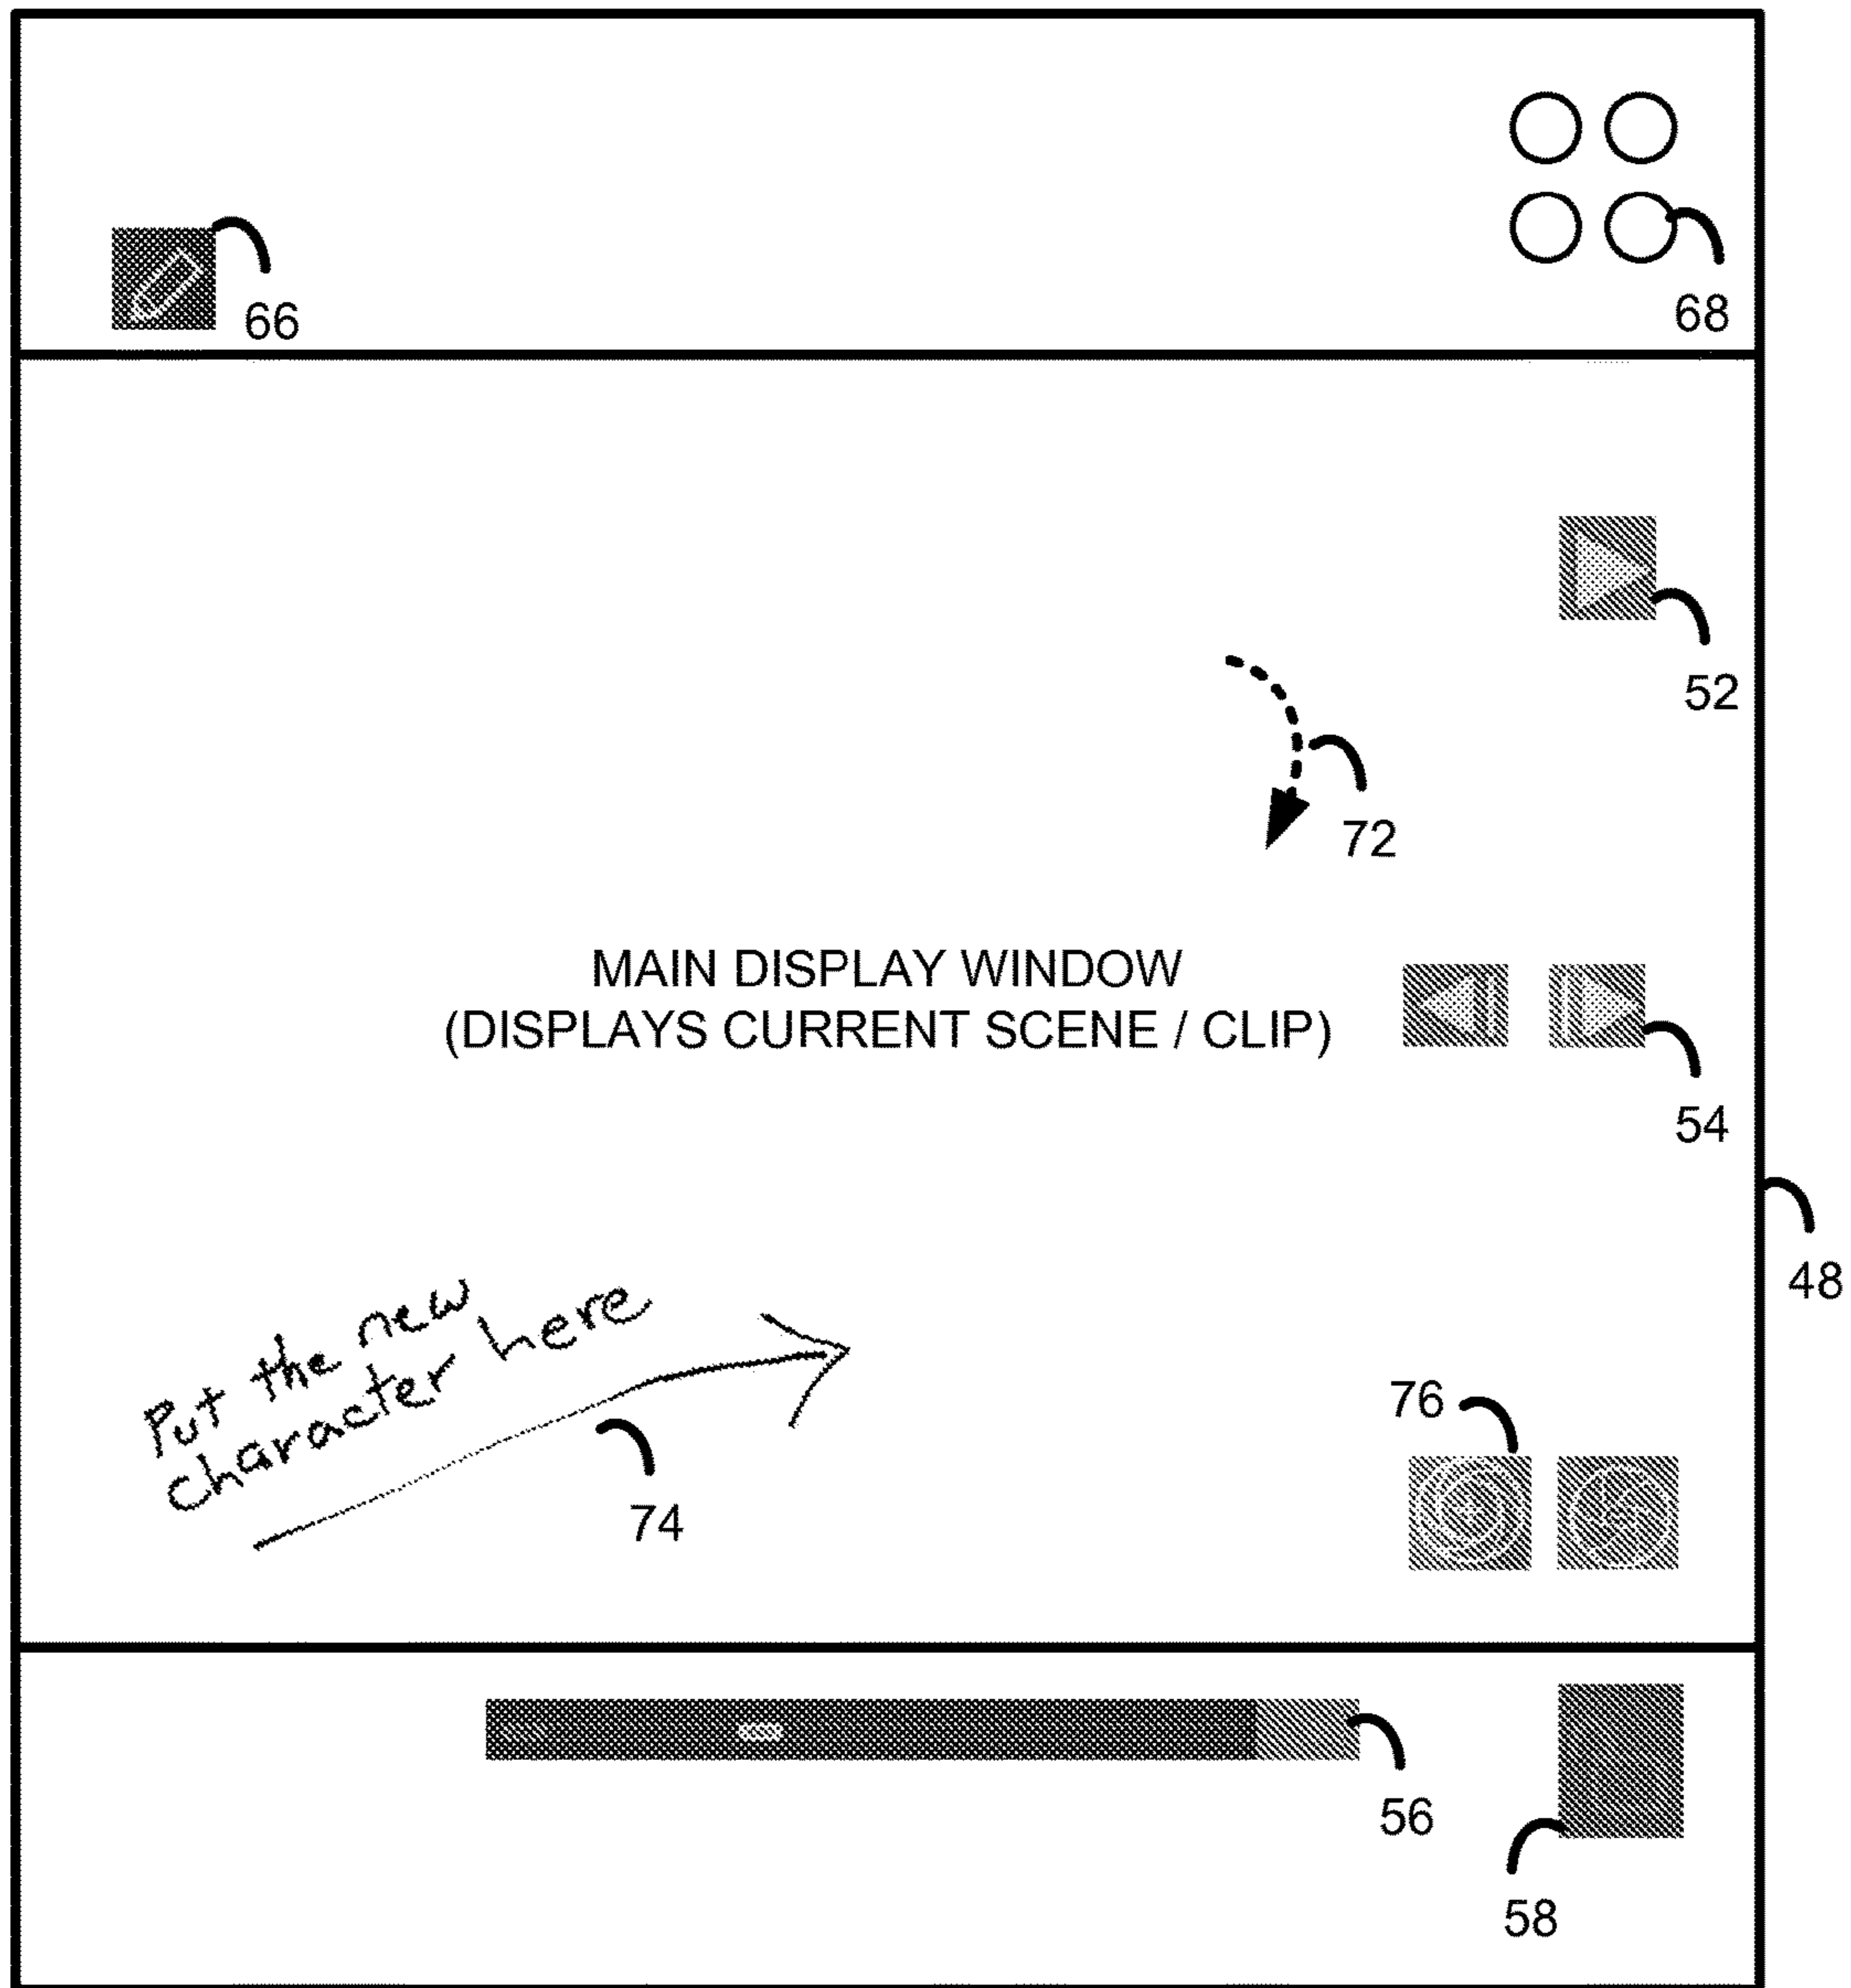 66
68
52
72
MAIN DISPLAY WINDOW
(DISPLAYS CURRENT SCENE / CLIP)
54
48
Put the new
character here
76
74
56
58